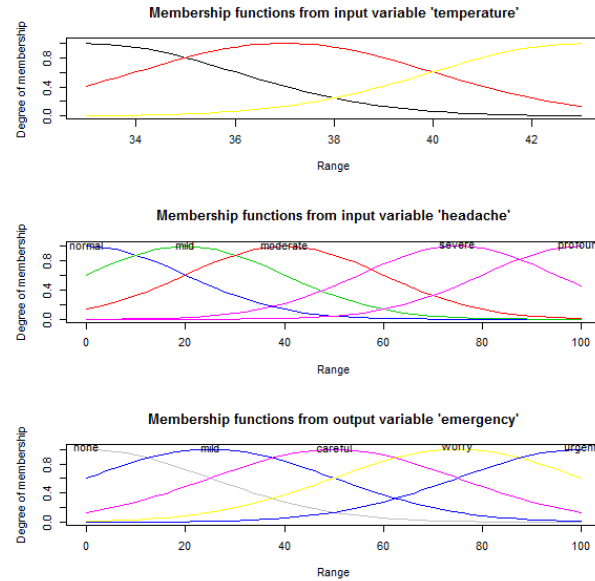 Membership functions from input variable 'temperature'
Degree of membership
0.0 0.4 0.8
34 36 38 40 42
Range
Membership functions from input variable 'headache'
normal mild moderate severe profour
Degree of membership
0.0 0.4 0.8
0 20 40 60 80 100
Range
Membership functions from output variable 'emergency'
none mild careful worry urgent
Degree of membership
0.0 0.4 0.8
0 20 40 60 80 100
Range